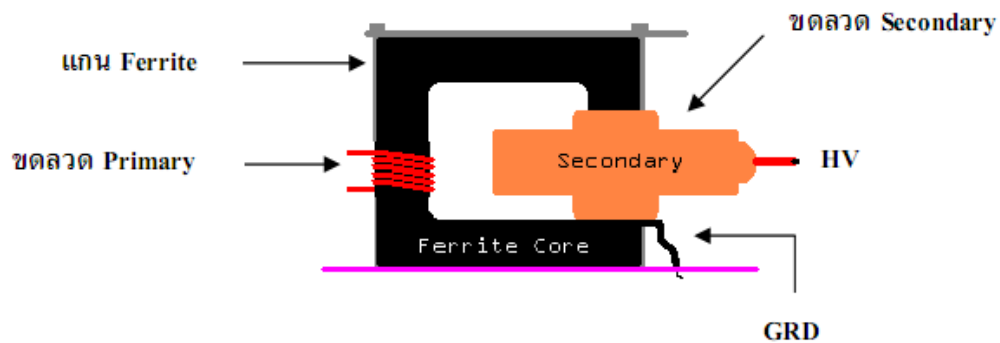 ขดลวด Secondary
แกน Ferrite
ขดลวด Primary
Secondary
HV
Ferrite Core
GRD